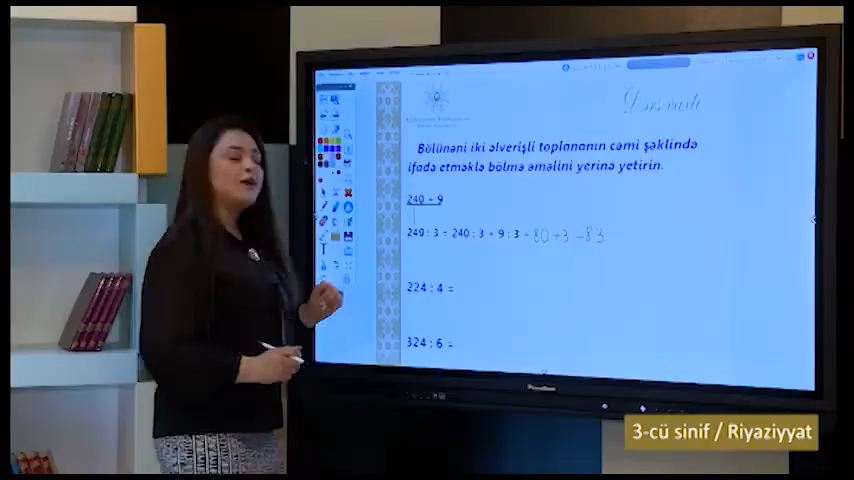 Dərs vaxtı
Bölünəni iki əlverişli toplananın cəmi şəklində
ifadə etməklə bölmə əməlini yerinə yetirin.
240 + 9
249 : 3 = 240 : 3 + 9 : 3 = 80 + 3 = 83
224 : 4 =
324 : 6 =
3-cü sinif / Riyaziyyat